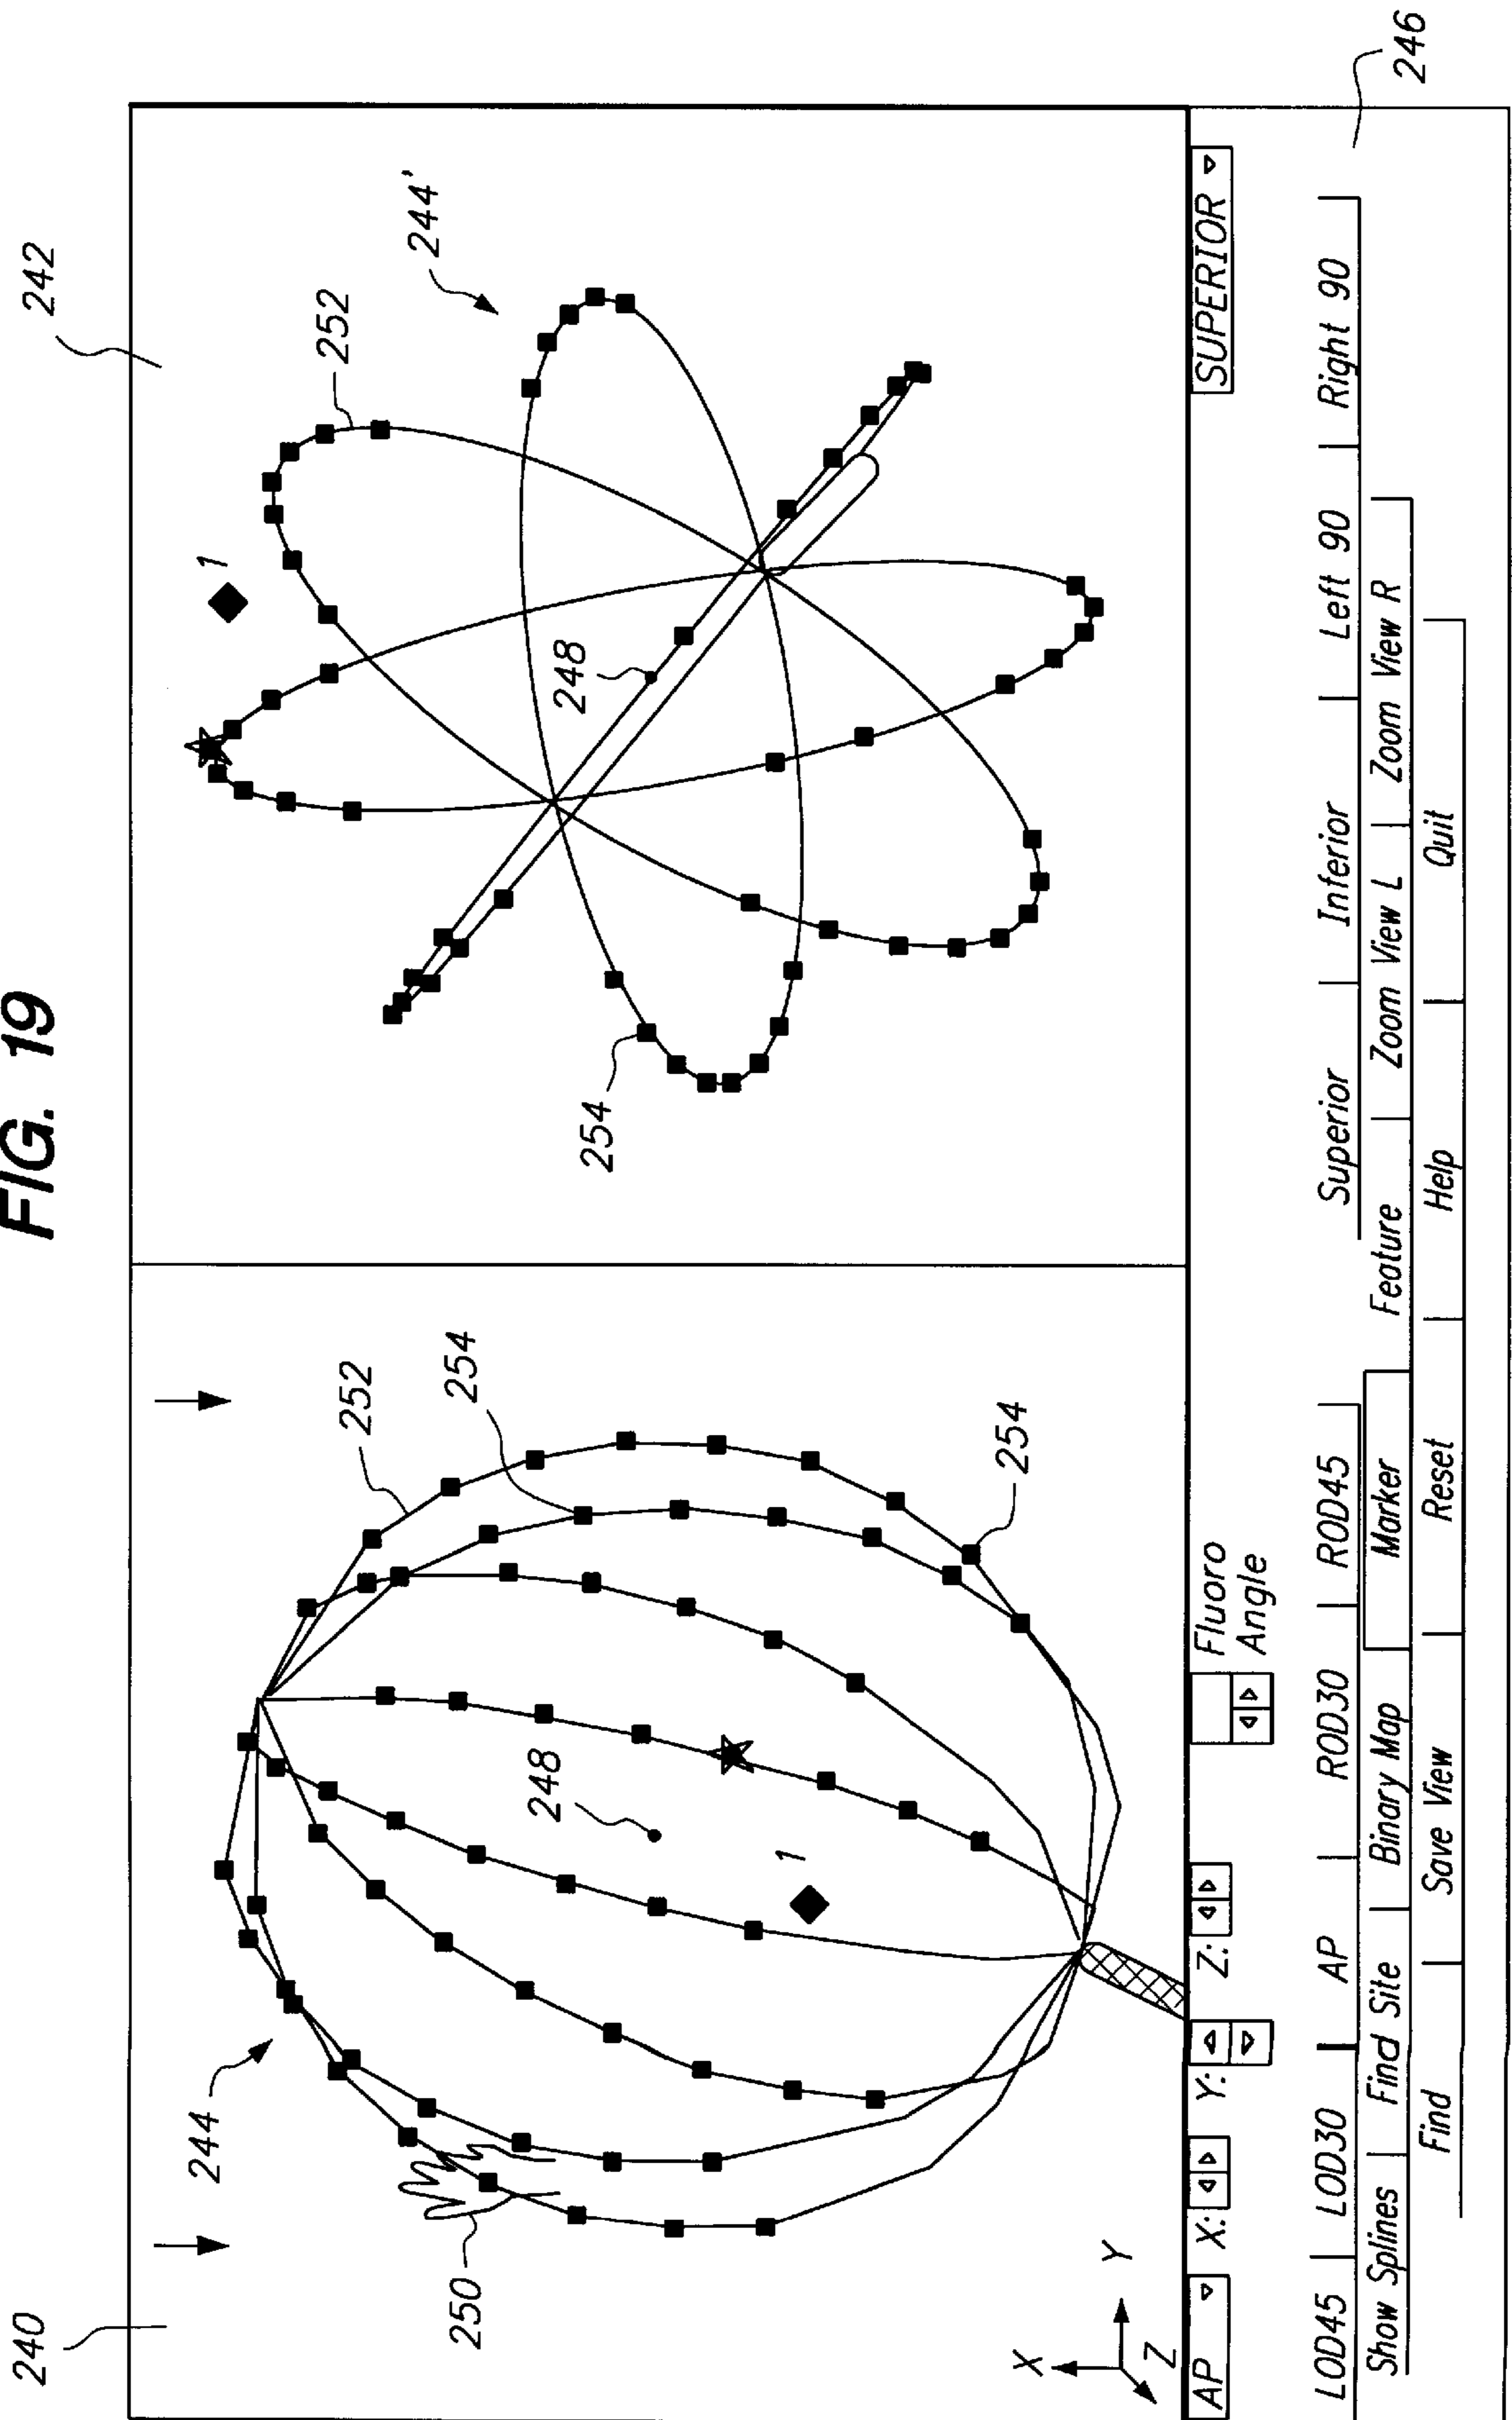 FIG. 19
240
242
244
252
254
252
244'
1
250
248
1
254
254
248
X
Y
Z
AP
X:
Y:
Z:
Fluoro
Angle
SUPERIOR
LOD45 LOD30 AP ROD30 ROD45 Superior Inferior Left 90 Right 90
Show Splines Find Site Binary Map Marker Feature Zoom View L Zoom View R
Find Save View Reset Help Quit
246